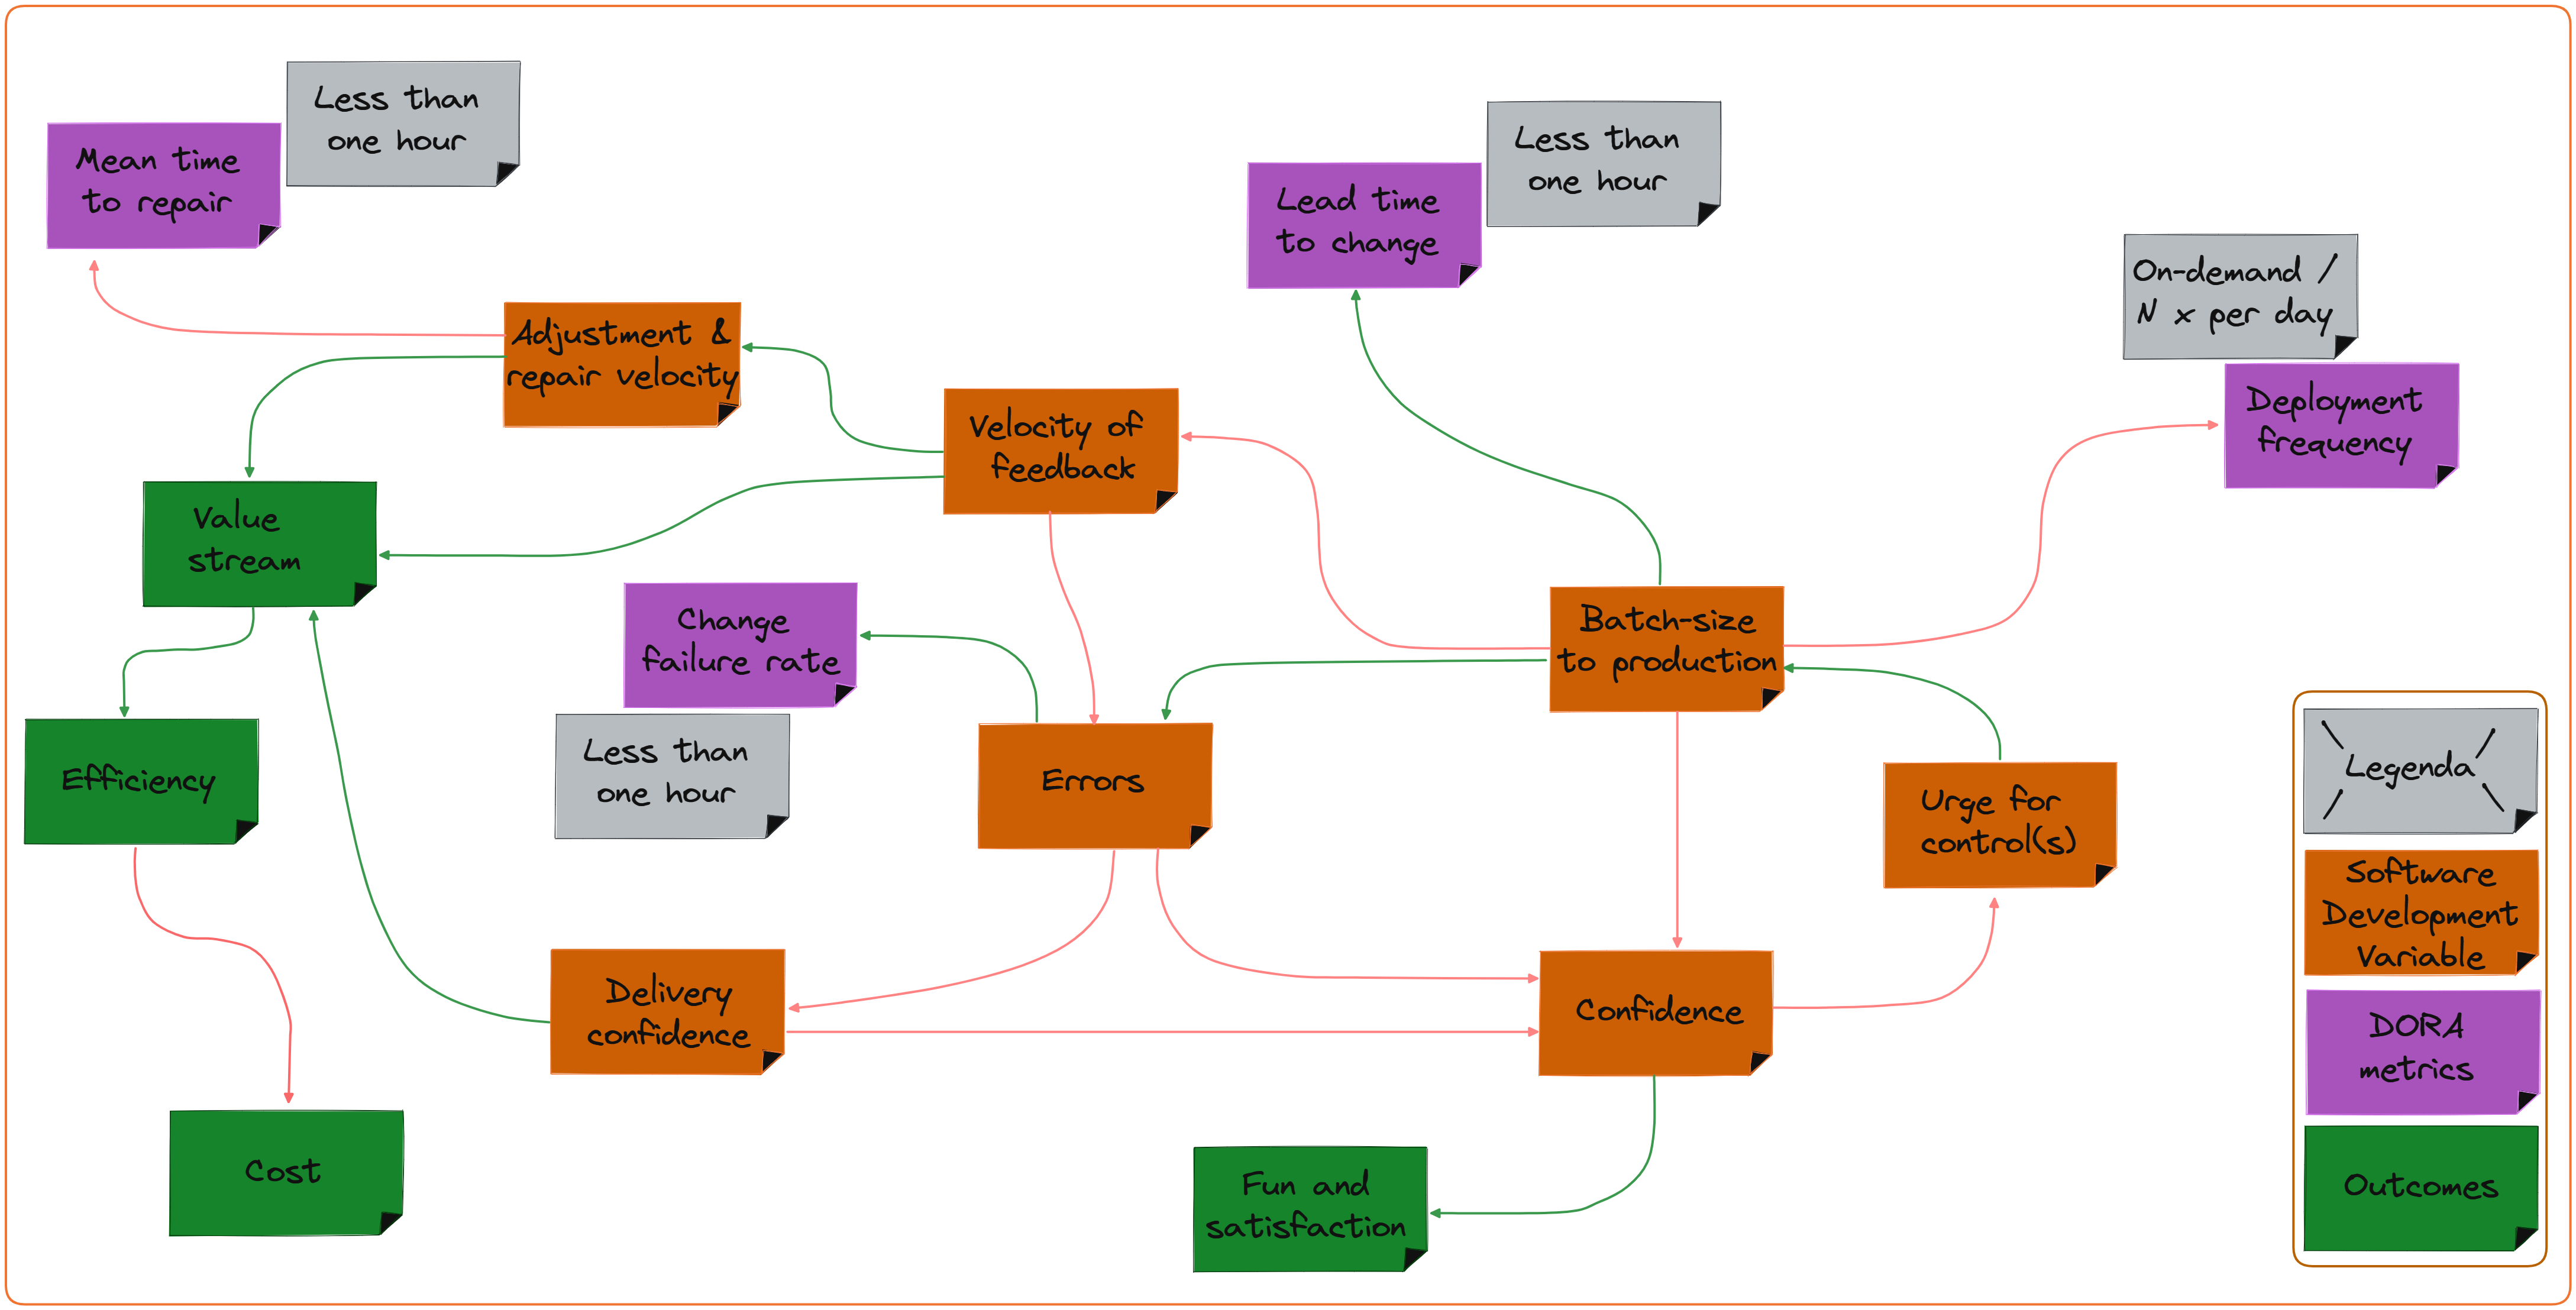 Less than
one hour
Mean time
to repair
Less than
one hour
Lead time
to change
On-demand /
N x per day
Deployment
frequency
Adjustment &
repair velocity
Velocity of
feedback
Value
stream
Change
failure rate
Less than
one hour
Batch-size
to production
Efficiency
Errors
Urge for
control(s)
Delivery
confidence
Confidence
Cost
Fun and
satisfaction
Legenda
Software
Development
Variable
DORA
metrics
Outcomes